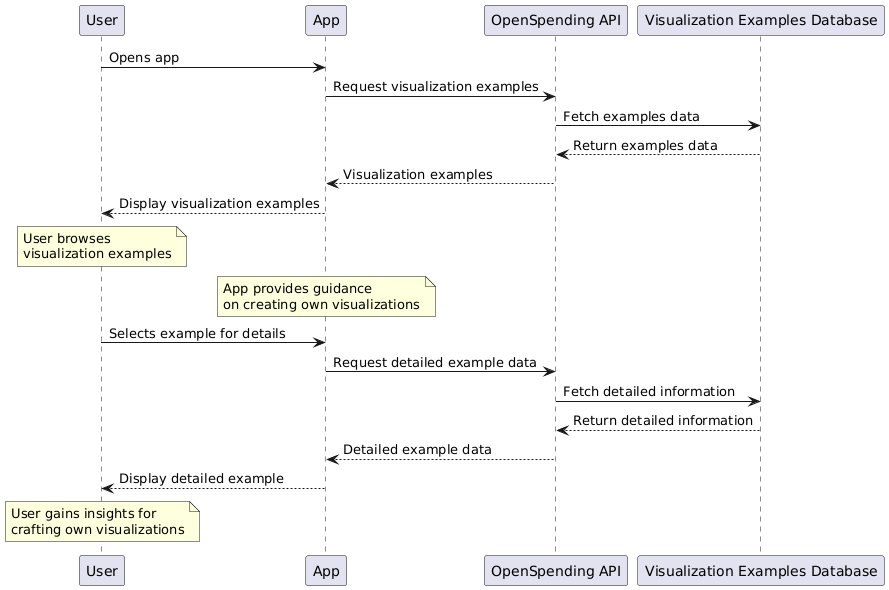 User
App
OpenSpending API
Visualization Examples Database
Opens app
Request visualization examples
Fetch examples data
Return examples data
Visualization examples
Display visualization examples
User browses
visualization examples
App provides guidance
on creating own visualizations
Selects example for details
Request detailed example data
Fetch detailed information
Return detailed information
Detailed example data
Display detailed example
User gains insights for
crafting own visualizations
User
App
OpenSpending API
Visualization Examples Database